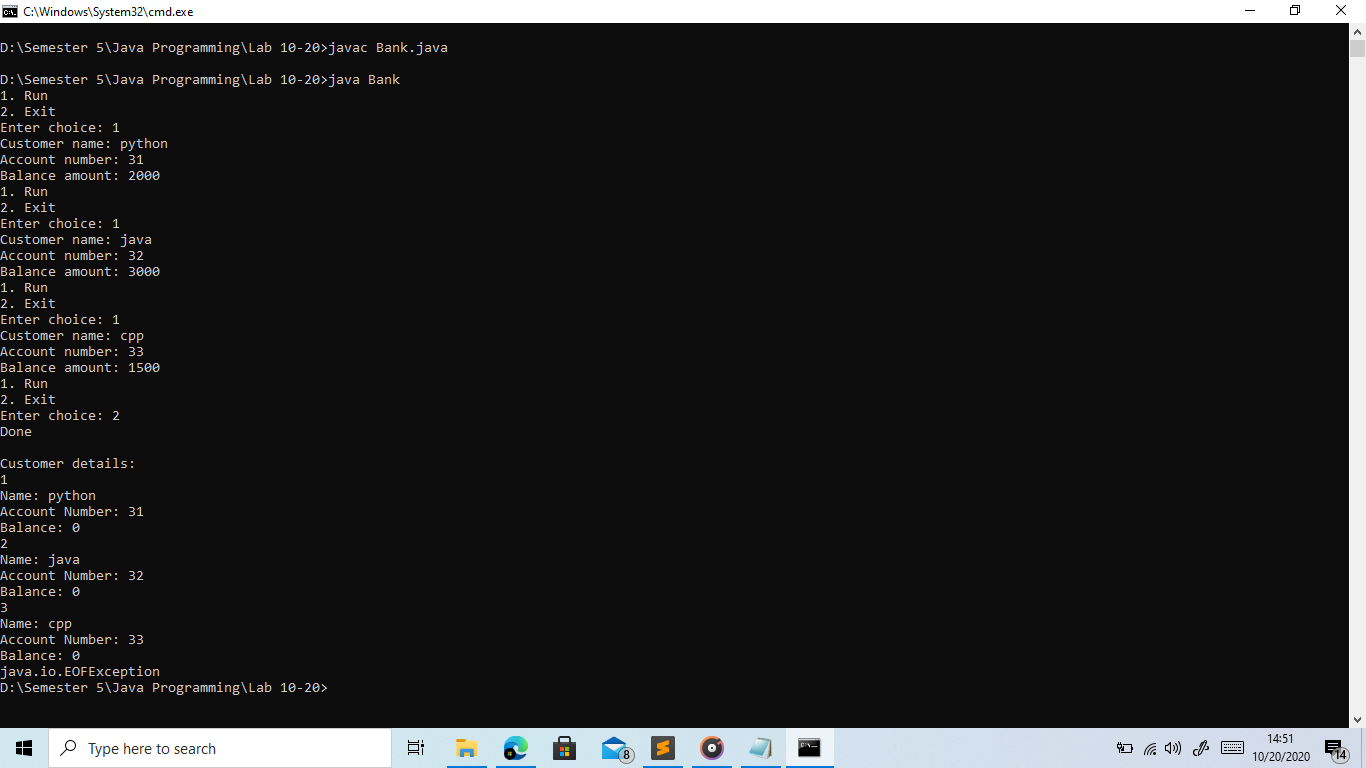 C:\Windows\System32\cmd.exe
D:\Semester 5\Java Programming\Lab 10-20>javac Bank.java
D:\Semester 5\Java Programming\Lab 10-20>java Bank
1. Run
2. Exit
Enter choice: 1
Customer name: python
Account number: 31
Balance amount: 2000
1. Run
2. Exit
Enter choice: 1
Customer name: java
Account number: 32
Balance amount: 3000
1. Run
2. Exit
Enter choice: 1
Customer name: cpp
Account number: 33
Balance amount: 1500
1. Run
2. Exit
Enter choice: 2
Done
Customer details:
1
Name: python
Account Number: 31
Balance: 0
2
Name: java
Account Number: 32
Balance: 0
3
Name: cpp
Account Number: 33
Balance: 0
java.io.EOFException
D:\Semester 5\Java Programming\Lab 10-20>
Type here to search
8
14:51
10/20/2020
14